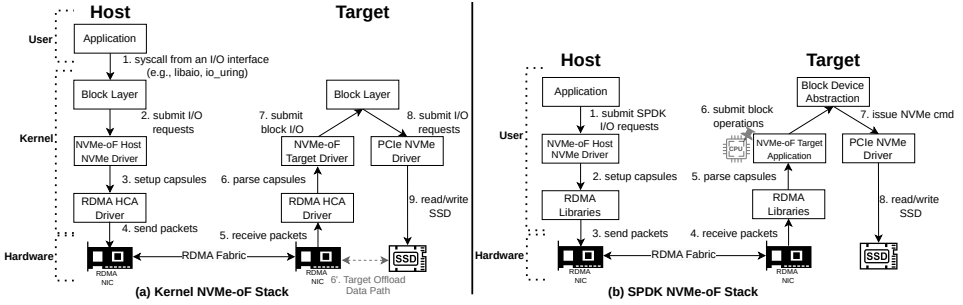 Host
Target
User
Application
1. syscall from an I/O interface
(e.g., libaio, io_uring)
Kernel
Block Layer
Block Layer
2. submit I/O
requests
7. submit
block I/O
8. submit I/O
requests
NVMe-oF Host
NVMe Driver
NVMe-oF
Target Driver
PCIe NVMe
Driver
3. setup capsules
6. parse capsules
RDMA HCA
Driver
RDMA HCA
Driver
9. read/write
SSD
4. send packets
5. receive packets
Hardware
RDMA
NIC
RDMA Fabric
RDMA
NIC
SSD
6'. Target Offload
Data Path
(a) Kernel NVMe-oF Stack
Host
Target
User
Application
Block Device
Abstraction
1. submit SPDK
I/O requests
6. submit block
operations
7. issue NVMe cmd
CPU
NVMe-oF Host
NVMe Driver
NVMe-oF Target
Application
PCIe NVMe
Driver
2. setup capsules
5. parse capsules
RDMA
Libraries
RDMA
Libraries
8. read/write
SSD
3. send packets
4. receive packets
Hardware
RDMA
NIC
RDMA Fabric
RDMA
NIC
SSD
(b) SPDK NVMe-oF Stack